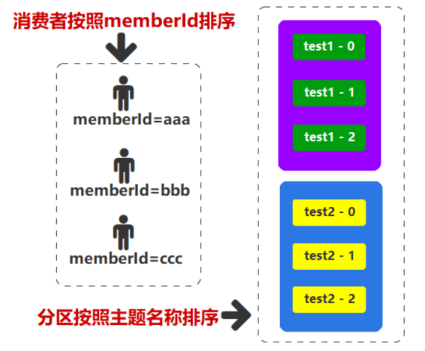 消费者按照memberId排序
memberId=aaa
memberId=bbb
memberId=ccc
分区按照主题名称排序
test1 - 0
test1 - 1
test1 - 2
test2 - 0
test2 - 1
test2 - 2